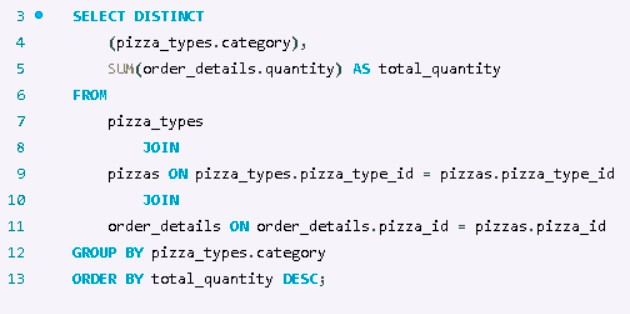 3 SELECT DISTINCT
4 (pizza_types.category),
5 SUM(order_details.quantity) AS total_quantity
6 FROM
7 pizza_types
8 JOIN
9 pizzas ON pizza_types.pizza_type_id = pizzas.pizza_type_id
10 JOIN
11 order_details ON order_details.pizza_id = pizzas.pizza_id
12 GROUP BY pizza_types.category
13 ORDER BY total_quantity DESC;